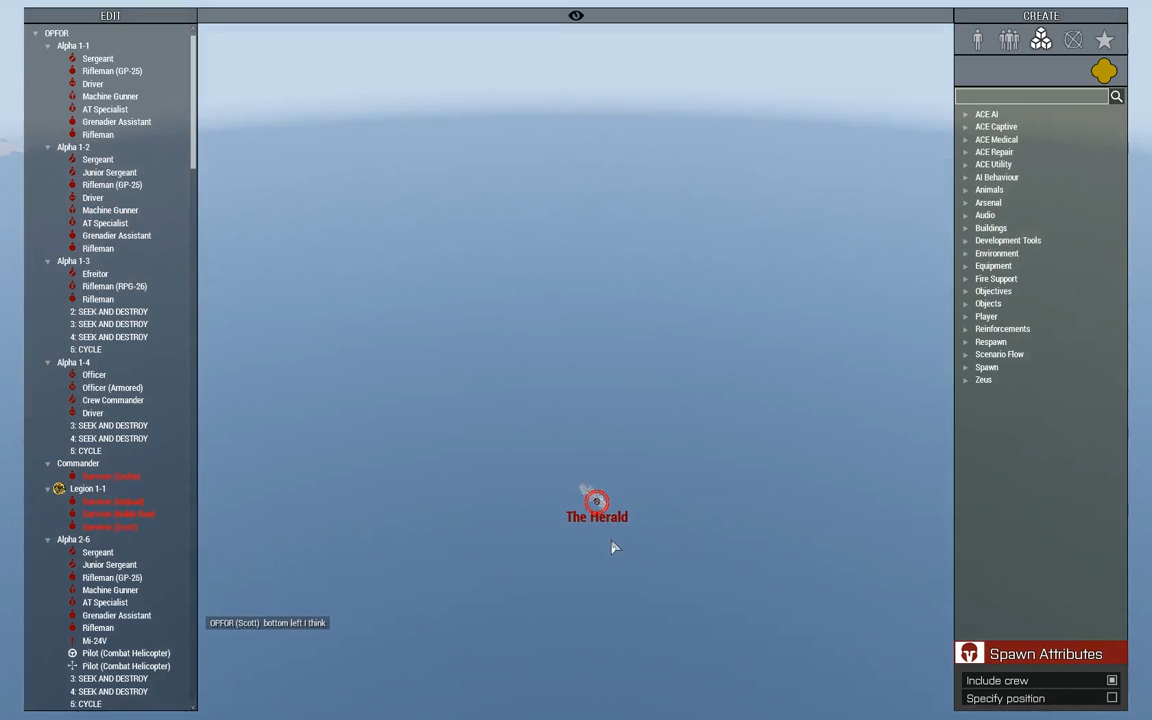 EDIT
OPFOR
Alpha 1-1
Sergeant
Rifleman (GP-25)
Driver
Machine Gunner
AT Specialist
Grenadier Assistant
Rifleman
Alpha 1-2
Sergeant
Junior Sergeant
Rifleman (GP-25)
Driver
Machine Gunner
AT Specialist
Grenadier Assistant
Rifleman
Alpha 1-3
Efreitor
Rifleman (RPG-26)
Rifleman
2: SEEK AND DESTROY
3: SEEK AND DESTROY
4: SEEK AND DESTROY
5: CYCLE
Alpha 1-4
Officer
Officer (Armored)
Crew Commander
Driver
3: SEEK AND DESTROY
4: SEEK AND DESTROY
5: CYCLE
Commander
Survivor
Legion 1-1
Survivor
Survivor
Survivor (Scott)
Alpha 2-6
Sergeant
Junior Sergeant
Rifleman (GP-25)
Machine Gunner
AT Specialist
Grenadier Assistant
Rifleman
Mi-24V
Pilot (Combat Helicopter)
Pilot (Combat Helicopter)
3: SEEK AND DESTROY
4: SEEK AND DESTROY
5: CYCLE
The Herald
OPFOR (Scott) bottom left I think
CREATE
ACE AI
ACE Captive
ACE Medical
ACE Repair
ACE Utility
AI Behaviour
Animals
Arsenal
Audio
Buildings
Development Tools
Environment
Equipment
Fire Support
Objectives
Objects
Player
Reinforcements
Respawn
Scenario Flow
Spawn
Zeus
Spawn Attributes
Include crew
Specify position